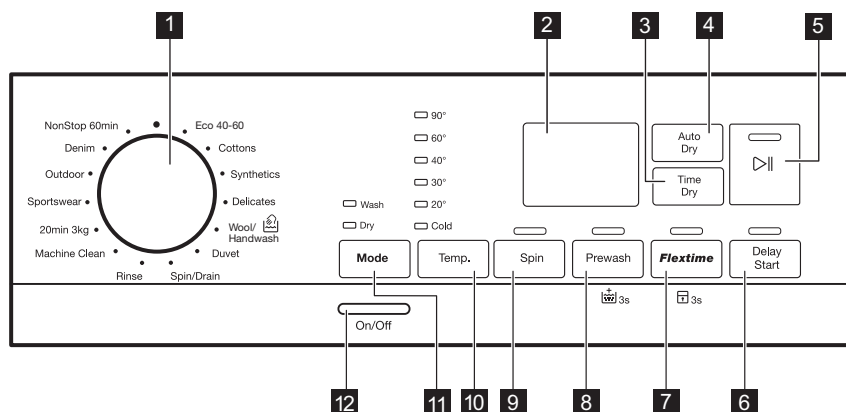 1
2
3
4
5
NonStop 60min
Eco 40-60
Denim
Cottons
Outdoor
Synthetics
Sportswear
Delicates
20min 3kg
Wool/
Handwash
Machine Clean
Duvet
Rinse
Spin/Drain
90°
60°
40°
30°
Wash
20°
Dry
Cold
Auto
Dry
Time
Dry
Mode
Temp.
Spin
Prewash
Flextime
Delay
Start
3s
3s
On/Off
12
11
10
9
8
7
6